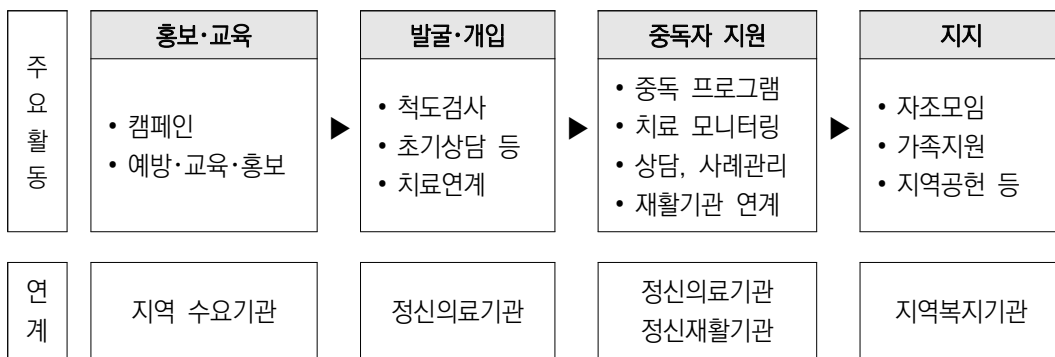 주요활동
홍보·교육
• 캠페인
• 예방·교육·홍보
▶
발굴·개입
• 척도검사
• 초기상담 등
• 치료연계
▶
중독자 지원
• 중독 프로그램
• 치료 모니터링
• 상담, 사례관리
• 재활기관 연계
▶
지지
• 자조모임
• 가족지원
• 지역공헌 등
연계
지역 수요기관
정신의료기관
정신의료기관
정신재활기관
지역복지기관